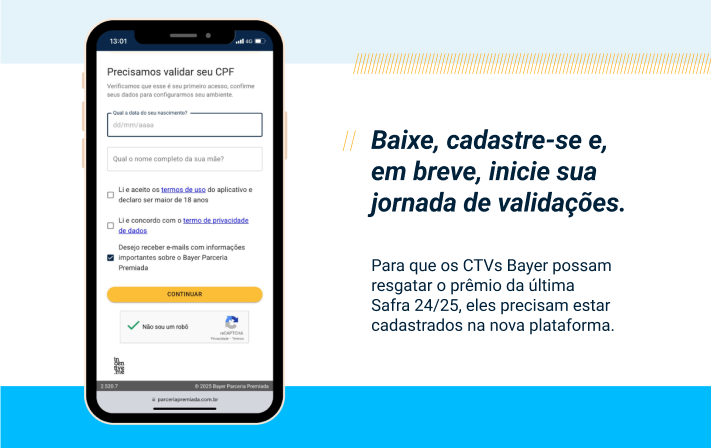 13:01
4G
Precisamos validar seu CPF
Verificamos que esse é seu primeiro acesso, confirme
seus dados para configurarmos seu ambiente.
Qual a data do seu nascimento?
dd/mm/aaaa
Qual o nome completo da sua mãe?
Li e aceito os termos de uso do aplicativo e
declaro ser maior de 18 anos
Li e concordo com o termo de privacidade
de dados
Desejo receber e-mails com informações
importantes sobre o Bayer Parceria
Premiada
CONTINUAR
Não sou um robô
reCAPTCHA
Privacidade - Termos
in
cen
tive
.me
2.520.7
© 2025 Bayer Parceria Premiada
parceriapremiada.com.br
Baixe, cadastre-se e,
em breve, inicie sua
jornada de validações.
Para que os CTVs Bayer possam
resgatar o prêmio da última
Safra 24/25, eles precisam estar
cadastrados na nova plataforma.